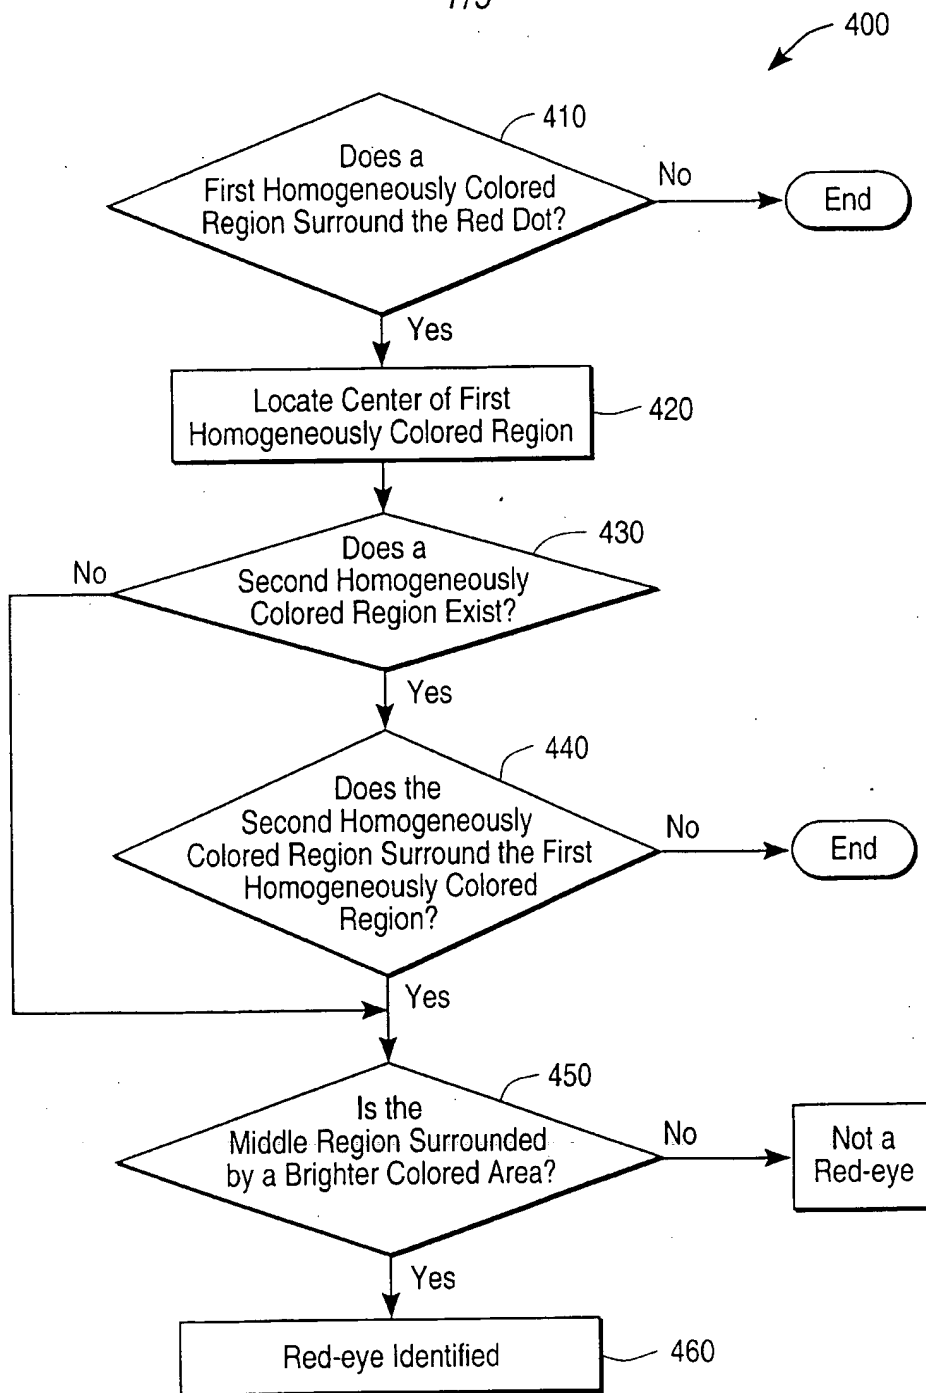 400
410
Does a
First Homogeneously Colored
Region Surround the Red Dot?
No
End
Yes
Locate Center of First
Homogeneously Colored Region
420
430
Does a
Second Homogeneously
Colored Region Exist?
No
Yes
440
Does the
Second Homogeneously
Colored Region Surround the First
Homogeneously Colored
Region?
No
End
Yes
450
Is the
Middle Region Surrounded
by a Brighter Colored Area?
No
Not a
Red-eye
Yes
Red-eye Identified
460